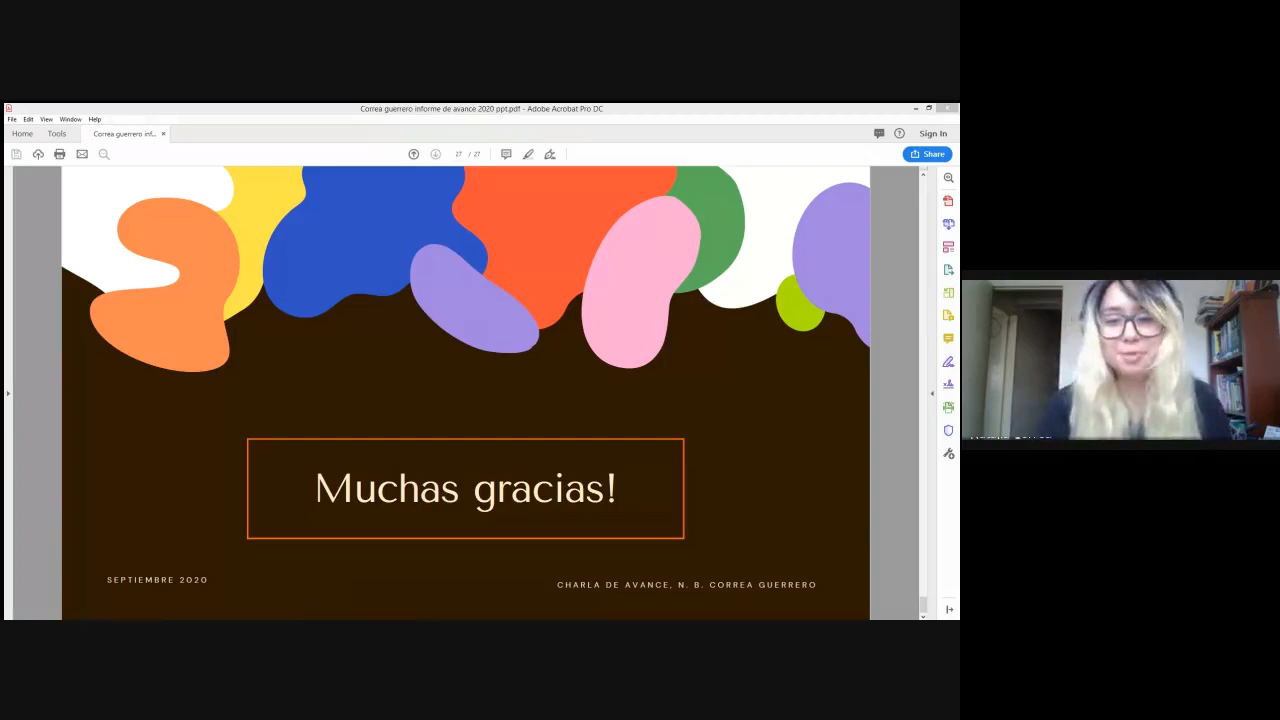 Correa guerrero informe de avance 2020 ppt.pdf - Adobe Acrobat Pro DC
File Edit View Window Help
Home Tools Correa guerrero inf... × Sign In
27 / 27 Share
Muchas gracias!
SEPTIEMBRE 2020
CHARLA DE AVANCE, N. B. CORREA GUERRERO